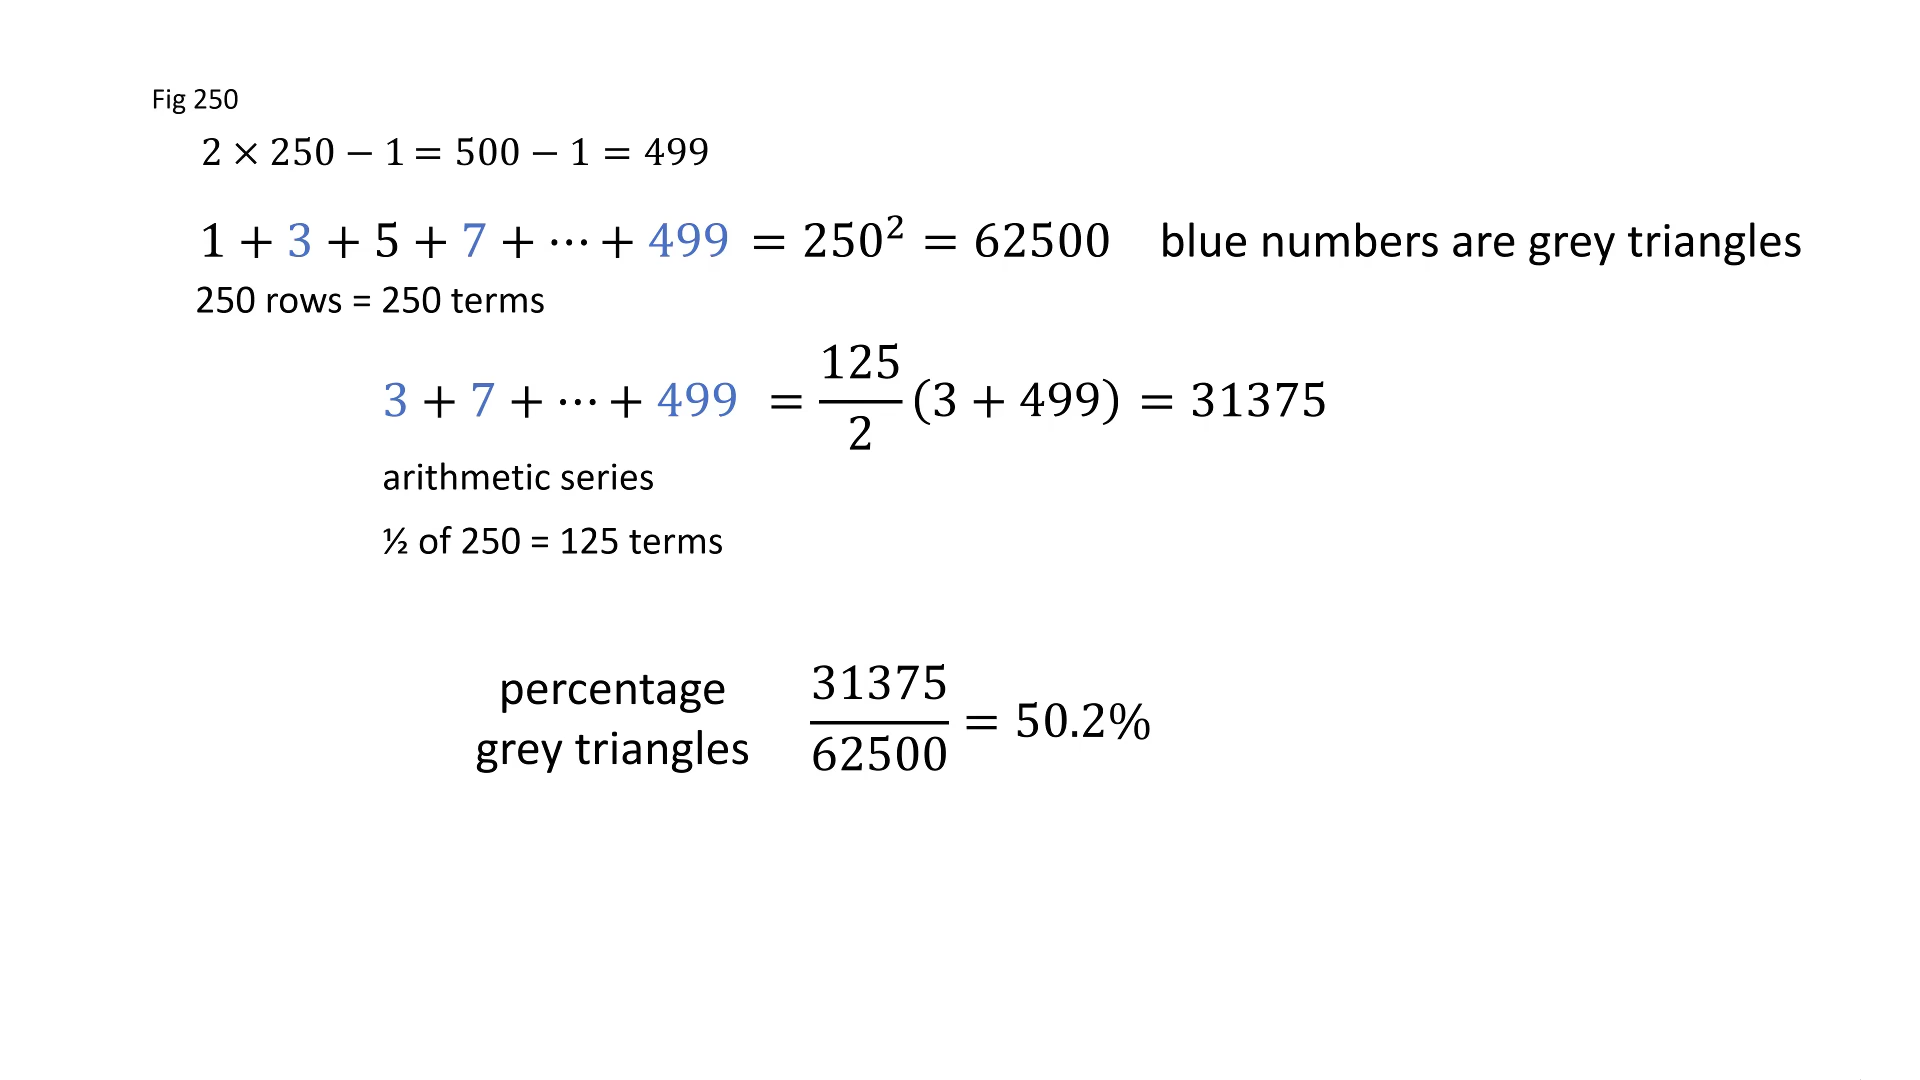 Fig 250
2 × 250 − 1 = 500 − 1 = 499
1 + 3 + 5 + 7 + ⋯ + 499 = 250² = 62500 blue numbers are grey triangles
250 rows = 250 terms
3 + 7 + ⋯ + 499 = 125/2 (3 + 499) = 31375
arithmetic series
½ of 250 = 125 terms
percentage
grey triangles 31375/62500 = 50.2%